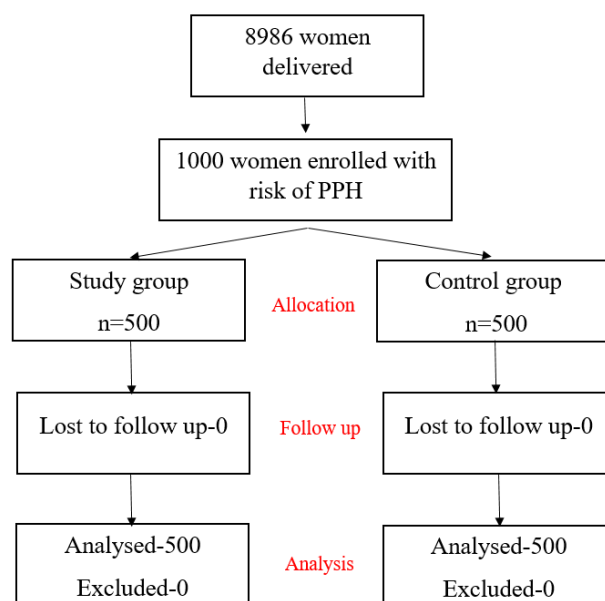 8986 women
delivered
1000 women enrolled with
risk of PPH
Study group
n=500
Allocation
Control group
n=500
Lost to follow up-0
Follow up
Lost to follow up-0
Analysed-500
Excluded-0
Analysis
Analysed-500
Excluded-0